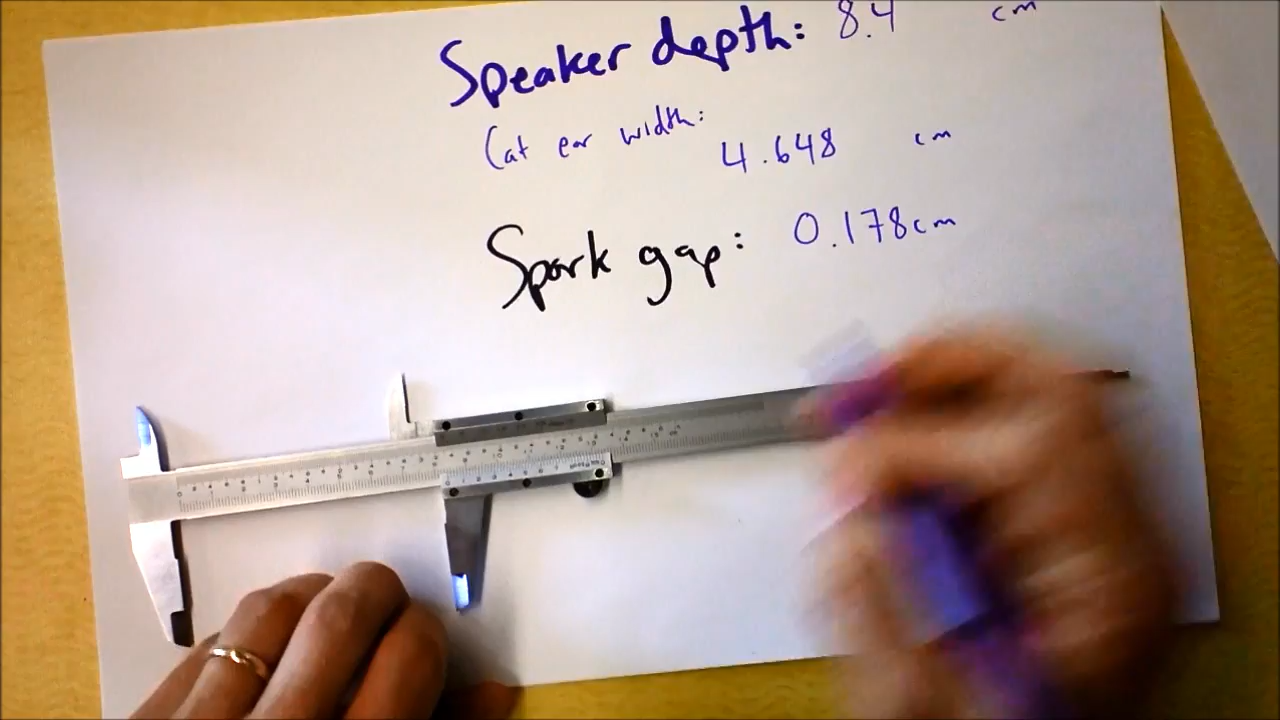 Speaker depth: 8.4 cm
Cat ear width:
4.648 cm
Spark gap: 0.178cm